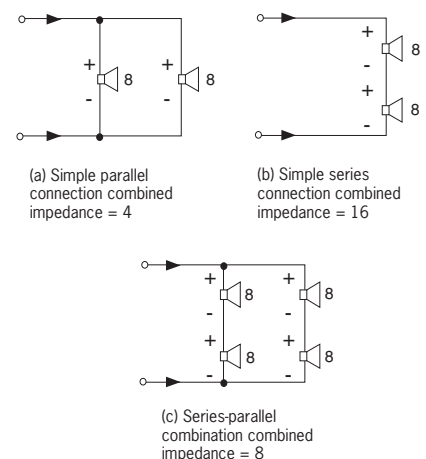 + +
8 8
- -
(a) Simple parallel
connection combined
impedance = 4
+
8
-
+
8
-
(b) Simple series
connection combined
impedance = 16
+ +
8 8
- -
+ +
8 8
- -
(c) Series-parallel
combination combined
impedance = 8